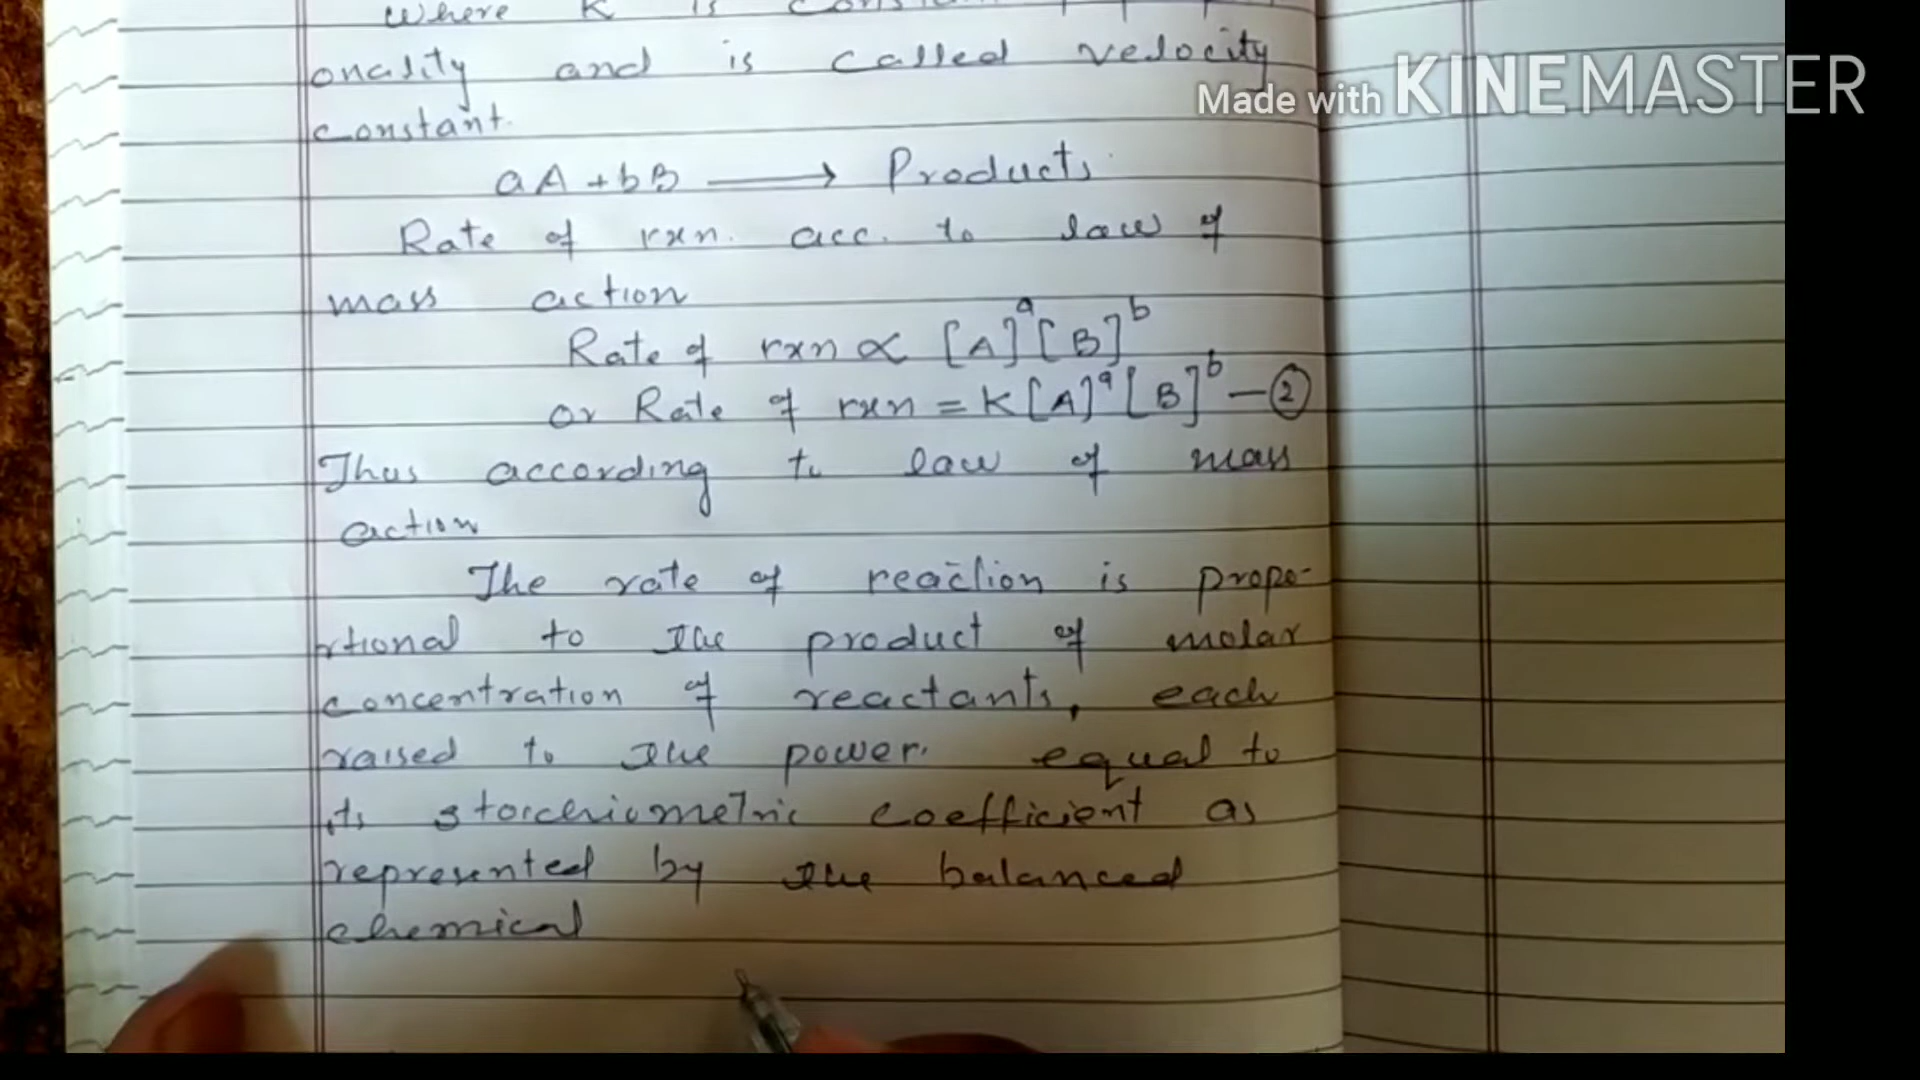 where K is
onality and is called velocity
Made with KINEMASTER
constant.
aA + bB ⟶ Products
Rate of rxn. acc. to law of
mass action
Rate of rxn ∝ [A]^a [B]^b
or Rate of rxn = K[A]^a [B]^b — ②
Thus according to law of mass
action
The rate of reaction is propo-
rtional to the product of molar
concentration of reactants, each
raised to the power equal to
its stoiceriometric coefficient as
represented by the balanced
chemical